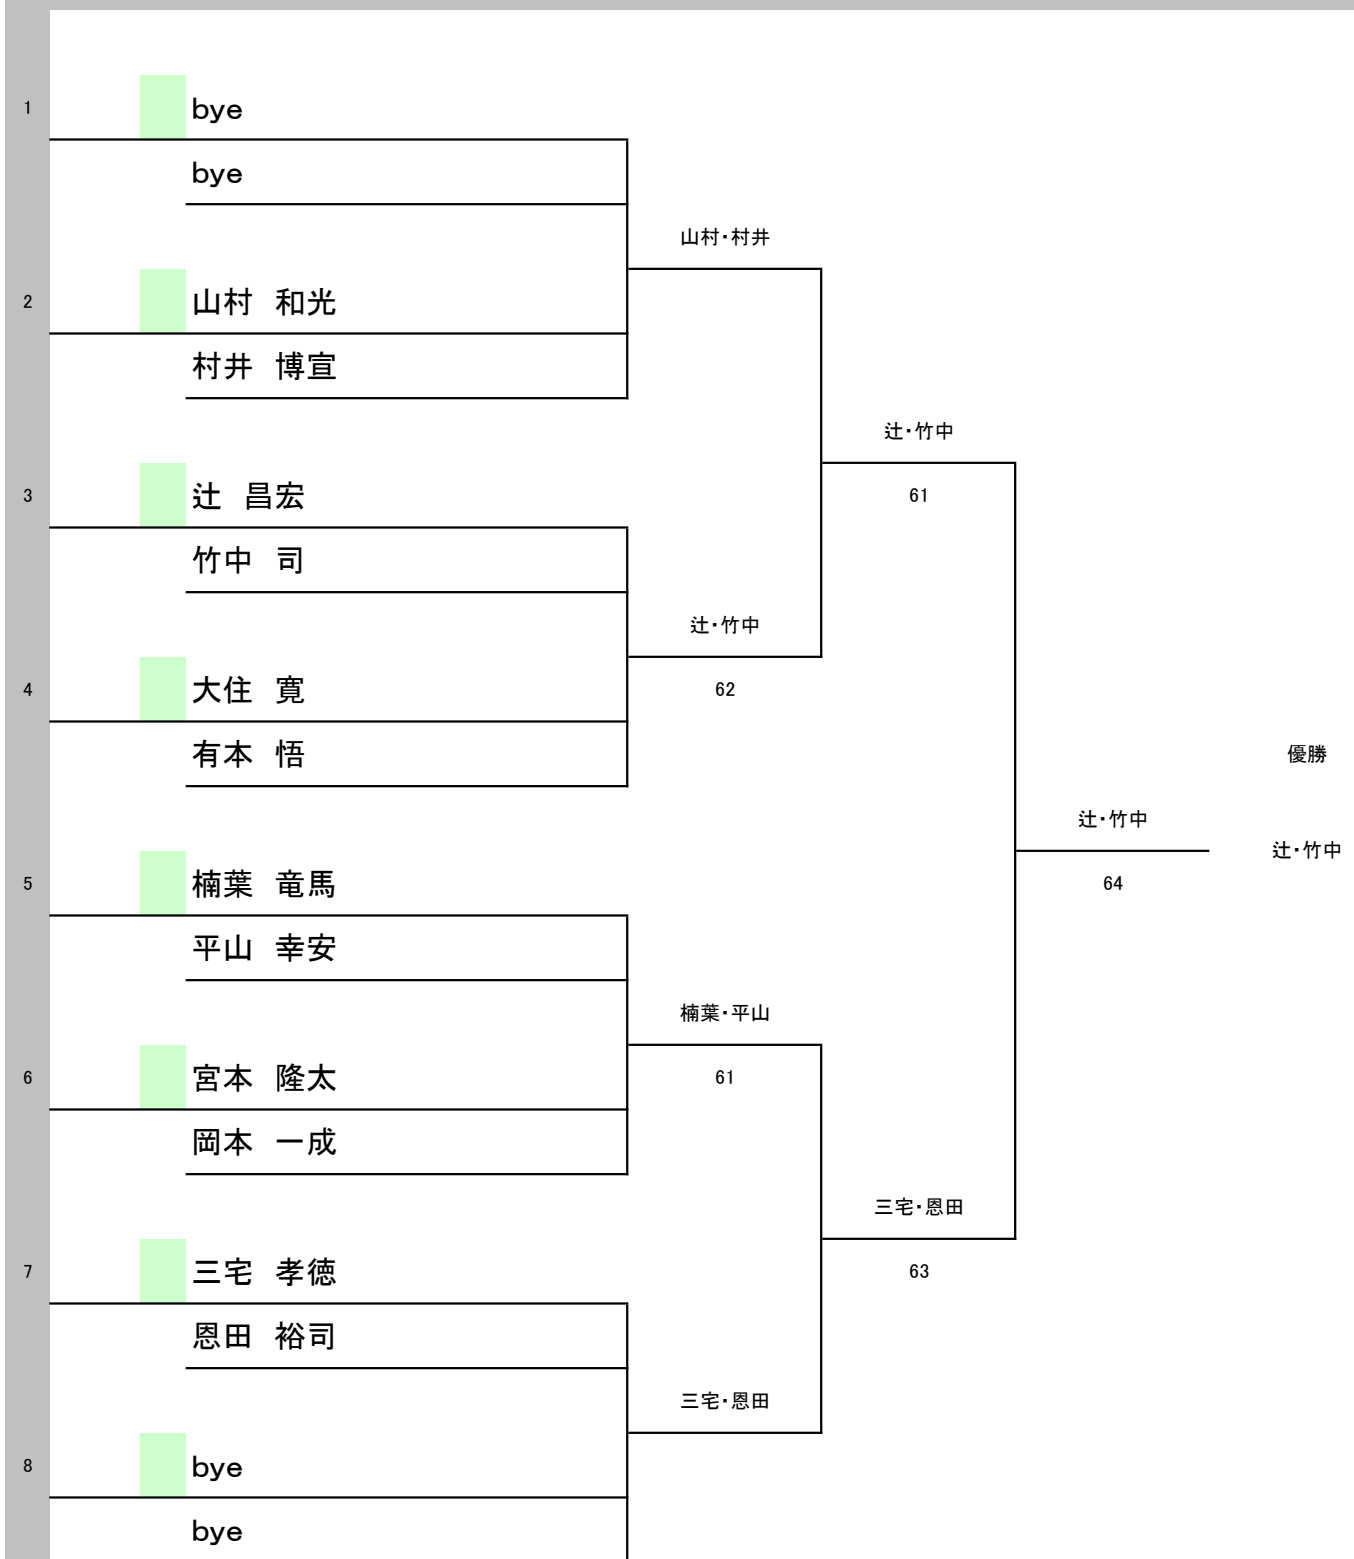 1
bye
bye
山村・村井
2
山村 和光
村井 博宣
辻・竹中
3
辻 昌宏
61
竹中 司
辻・竹中
4
大住 寛
62
有本 悟
優勝
辻・竹中
辻・竹中
5
楠葉 竜馬
64
平山 幸安
楠葉・平山
6
宮本 隆太
61
岡本 一成
三宅・恩田
7
三宅 孝徳
63
恩田 裕司
三宅・恩田
8
bye
bye